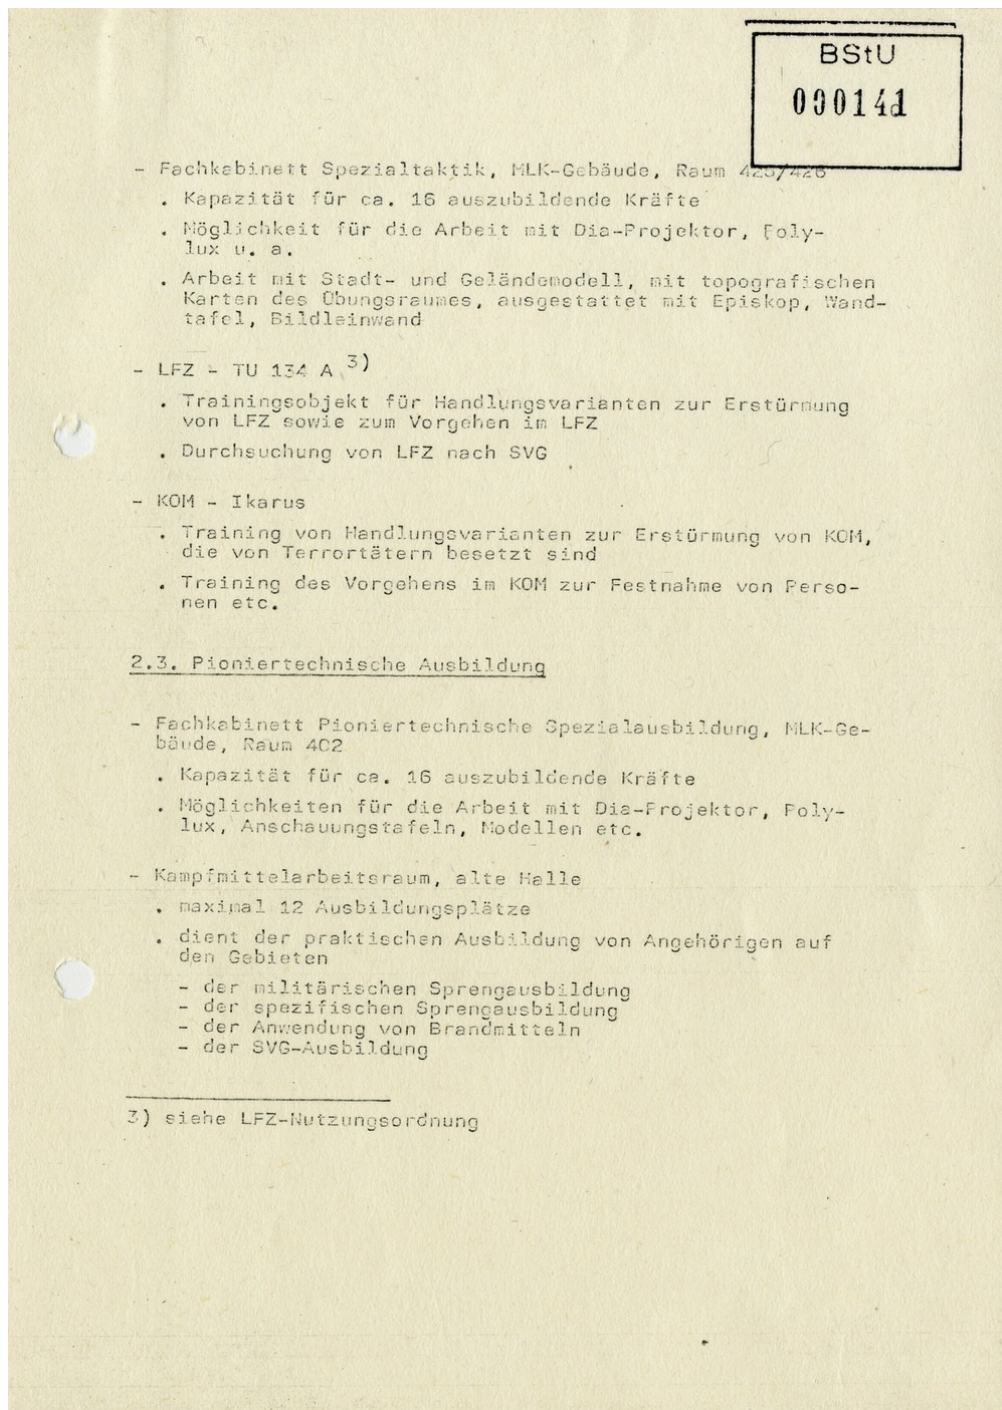 BStU
000141
- Fachkabinett Spezialtaktik, MLK-Gebäude, Raum 425/426
. Kapazität für ca. 16 auszubildende Kräfte
. Möglichkeit für die Arbeit mit Dia-Projektor, Poly-
lux u. a.
. Arbeit mit Stadt- und Geländemodell, mit topografischen
Karten des Übungsraumes, ausgestattet mit Episkop, Wand-
tafel, Bildleinwand
- LFZ - TU 134 A 3)
. Trainingsobjekt für Handlungsvarianten zur Erstürmung
von LFZ sowie zum Vorgehen im LFZ
. Durchsuchung von LFZ nach SVG
- KOM - Ikarus
. Training von Handlungsvarianten zur Erstürmung von KOM,
die von Terrortätern besetzt sind
. Training des Vorgehens im KOM zur Festnahme von Perso-
nen etc.
2.3. Pioniertechnische Ausbildung
- Fachkabinett Pioniertechnische Spezialausbildung, MLK-Ge-
bäude, Raum 402
. Kapazität für ca. 16 auszubildende Kräfte
. Möglichkeiten für die Arbeit mit Dia-Projektor, Poly-
lux, Anschauungstafeln, Modellen etc.
- Kampfmittelarbeitsraum, alte Halle
. maximal 12 Ausbildungsplätze
. dient der praktischen Ausbildung von Angehörigen auf
den Gebieten
- der militärischen Sprengausbildung
- der spezifischen Sprengausbildung
- der Anwendung von Brandmitteln
- der SVG-Ausbildung
3) siehe LFZ-Nutzungsordnung